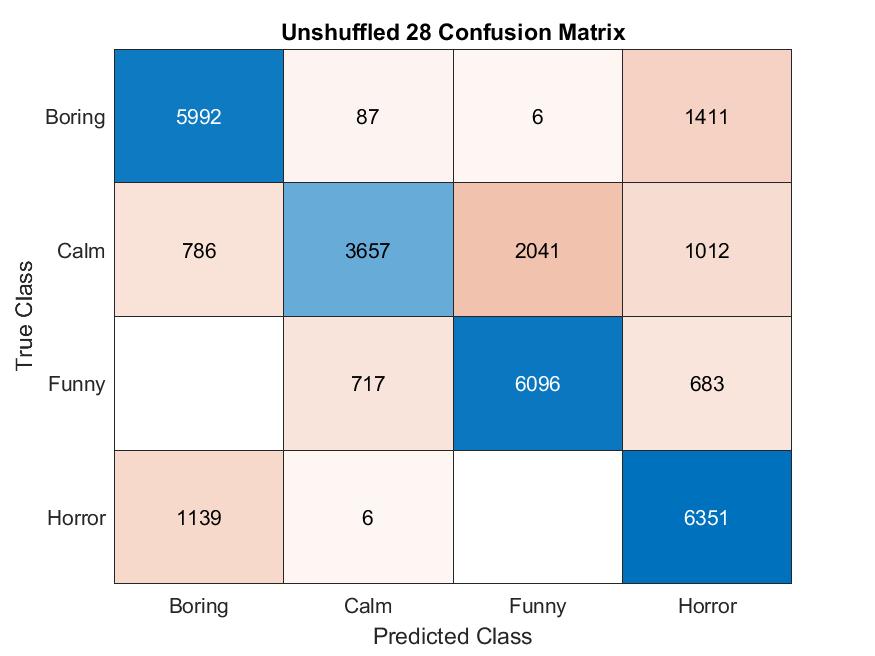 Unshuffled 28 Confusion Matrix
Boring 5992 87 6 1411
Calm 786 3657 2041 1012
Funny 717 6096 683
Horror 1139 6 6351
Boring Calm Funny Horror
Predicted Class
True Class